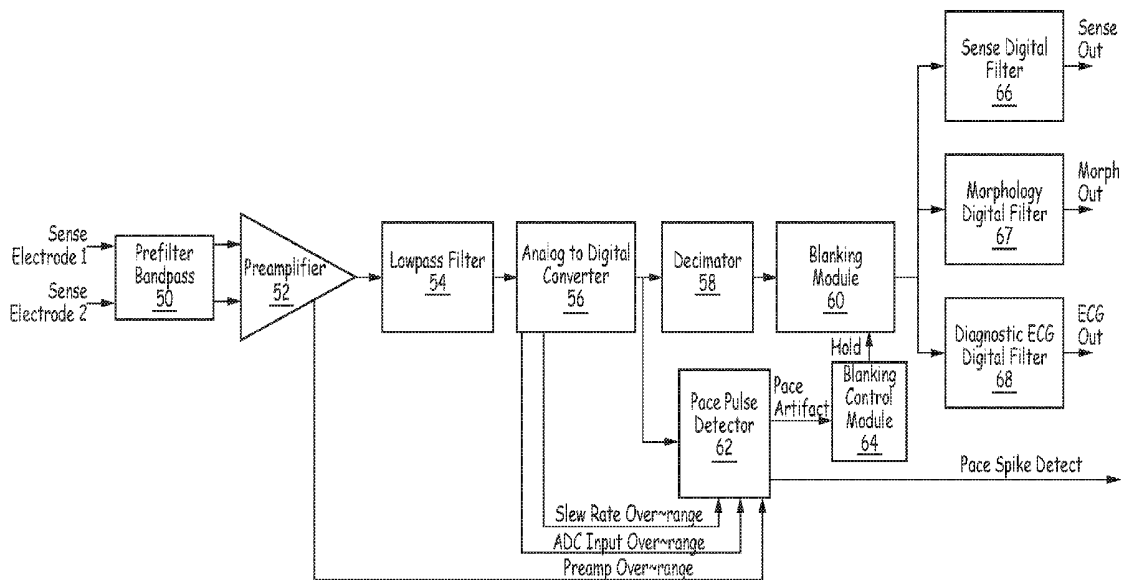 Sense
Electrode 1
Sense
Electrode 2
Prefilter
Bandpass
50
Preamplifier
52
Lowpass Filter
54
Analog to Digital
Converter
56
Decimator
58
Blanking
Module
60
Hold
Sense Digital
Filter
66
Sense
Out
Morphology
Digital Filter
67
Morph
Out
Diagnostic ECG
Digital Filter
68
ECG
Out
Pace Pulse
Detector
62
Pace
Artifact
Blanking
Control
Module
64
Pace Spike Detect
Slew Rate Over~range
ADC Input Over~range
Preamp Over~range